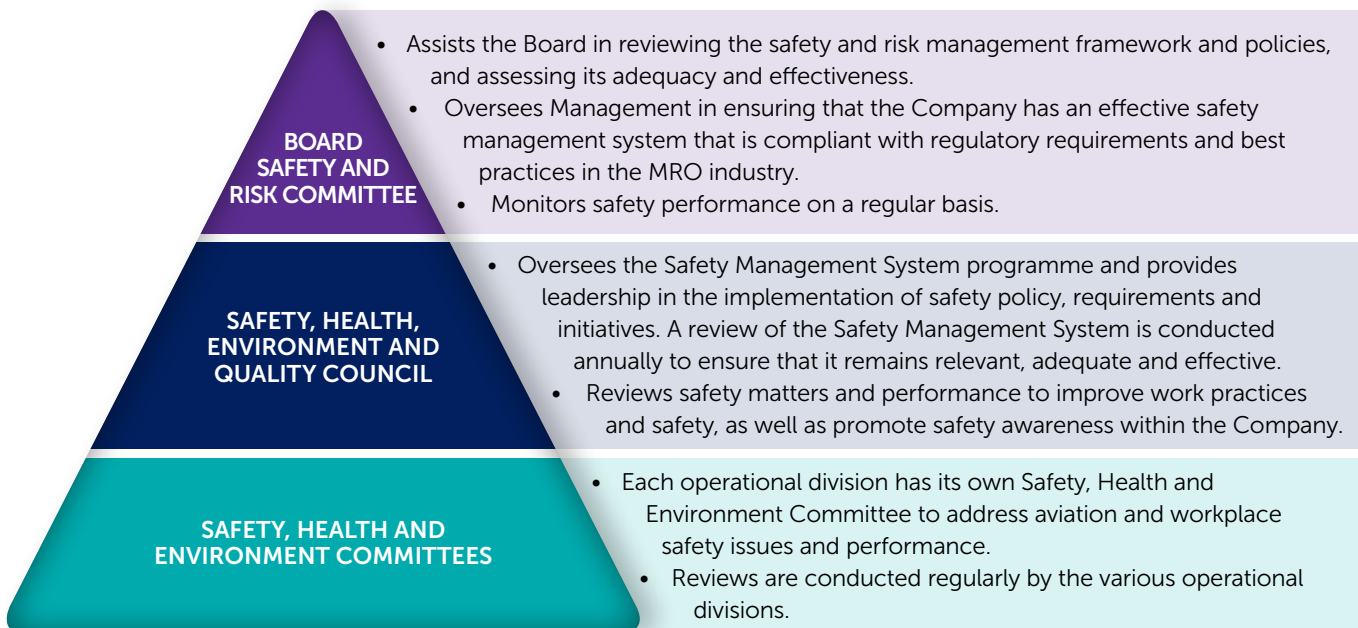 BOARD
SAFETY AND
RISK COMMITTEE
• Assists the Board in reviewing the safety and risk management framework and policies,
and assessing its adequacy and effectiveness.
• Oversees Management in ensuring that the Company has an effective safety
management system that is compliant with regulatory requirements and best
practices in the MRO industry.
• Monitors safety performance on a regular basis.
SAFETY, HEALTH,
ENVIRONMENT AND
QUALITY COUNCIL
• Oversees the Safety Management System programme and provides
leadership in the implementation of safety policy, requirements and
initiatives. A review of the Safety Management System is conducted
annually to ensure that it remains relevant, adequate and effective.
• Reviews safety matters and performance to improve work practices
and safety, as well as promote safety awareness within the Company.
SAFETY, HEALTH AND
ENVIRONMENT COMMITTEES
• Each operational division has its own Safety, Health and
Environment Committee to address aviation and workplace
safety issues and performance.
• Reviews are conducted regularly by the various operational
divisions.